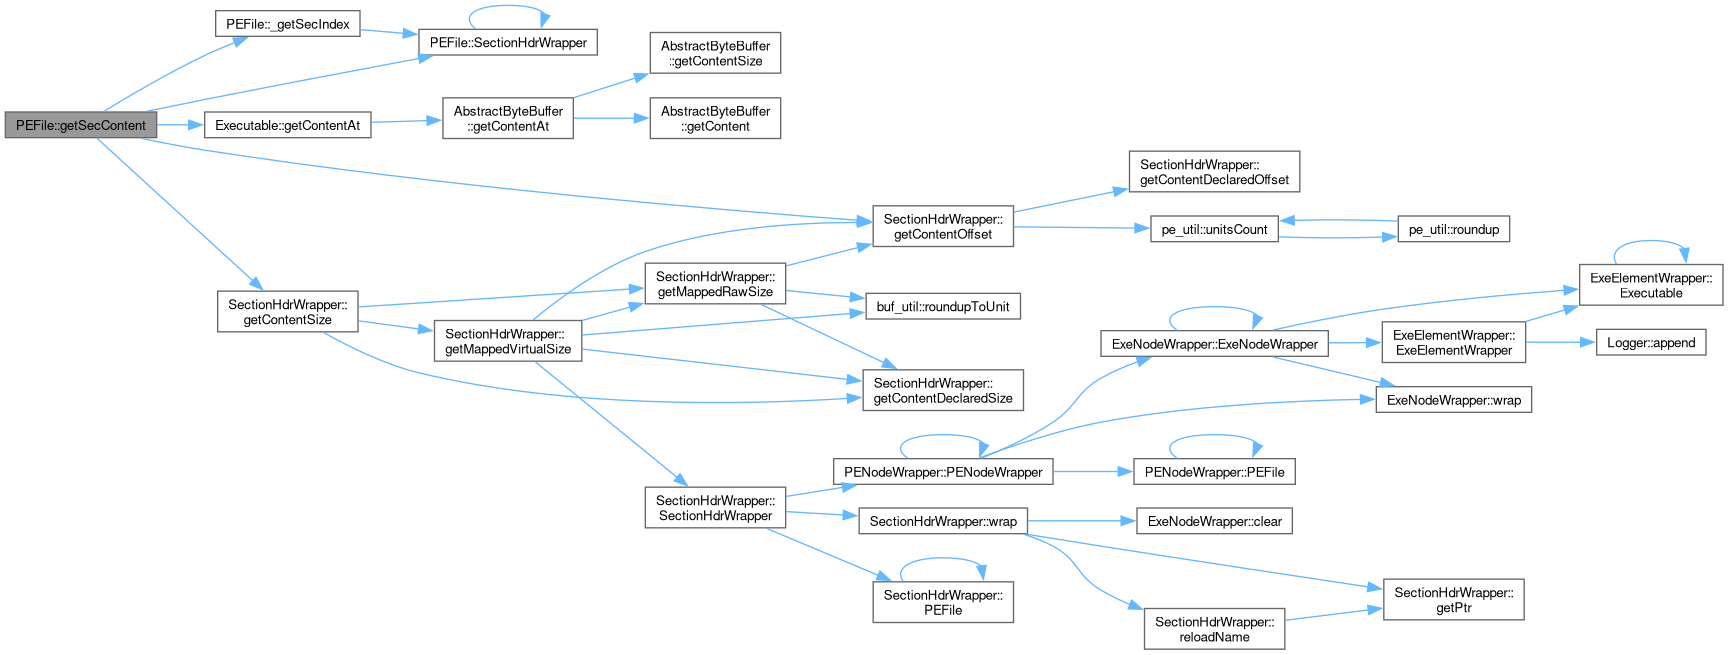 PEFile::_getSecIndex
PEFile::SectionHdrWrapper
AbstractByteBuffer
::getContentSize
PEFile::getSecContent
Executable::getContentAt
AbstractByteBuffer
::getContentAt
AbstractByteBuffer
::getContent
SectionHdrWrapper::
getContentDeclaredOffset
SectionHdrWrapper::
getContentOffset
pe_util::unitsCount
pe_util::roundup
SectionHdrWrapper::
getContentSize
SectionHdrWrapper::
getMappedRawSize
ExeElementWrapper::
Executable
SectionHdrWrapper::
getMappedVirtualSize
buf_util::roundupToUnit
ExeNodeWrapper::ExeNodeWrapper
ExeElementWrapper::
ExeElementWrapper
Logger::append
SectionHdrWrapper::
getContentDeclaredSize
ExeNodeWrapper::wrap
PENodeWrapper::PENodeWrapper
PENodeWrapper::PEFile
SectionHdrWrapper::
SectionHdrWrapper
SectionHdrWrapper::wrap
ExeNodeWrapper::clear
SectionHdrWrapper::
PEFile
SectionHdrWrapper::
getPtr
SectionHdrWrapper::
reloadName